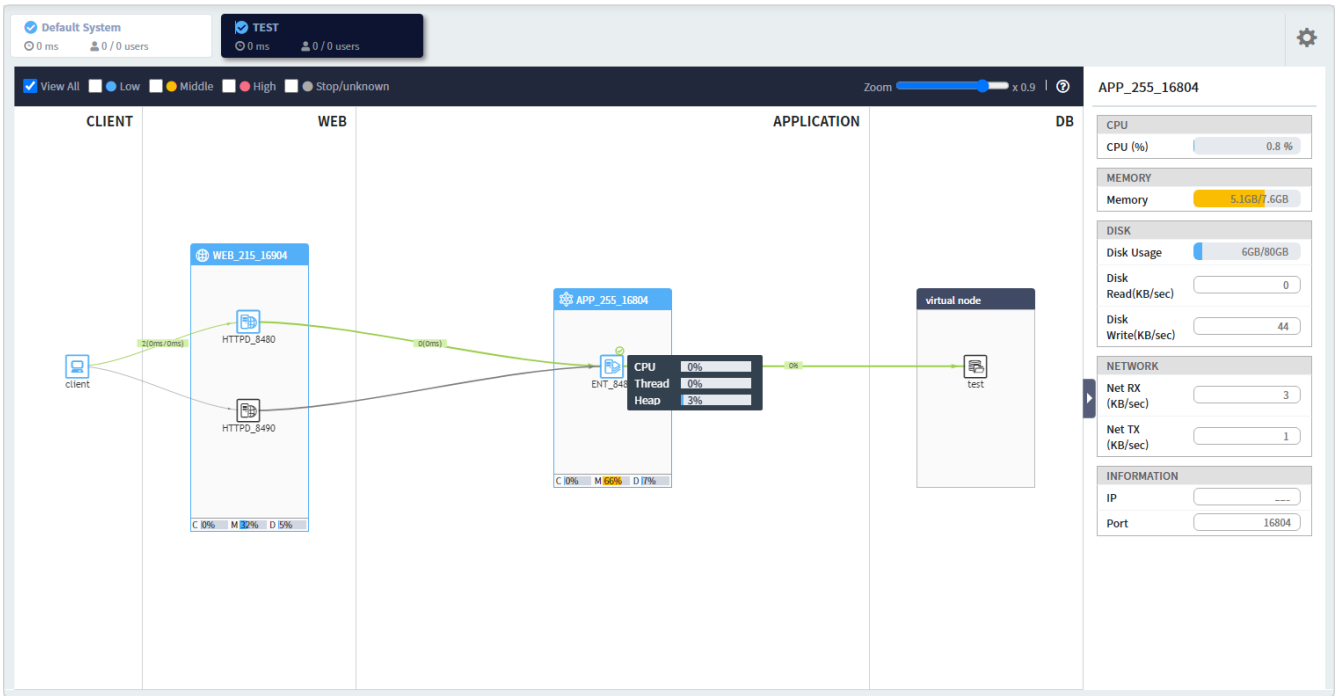 Default System
0 ms 0 / 0 users
TEST
0 ms 0 / 0 users
View All Low Middle High Stop/unknown
Zoom x 0.9
CLIENT WEB APPLICATION DB
WEB_215_16904
HTTPD_8480
HTTPD_8490
C 0% M 32% D 5%
client
2(0ms/0ms)
0(0ms)
APP_255_16804
ENT_848
CPU 0%
Thread 0%
Heap 3%
C 0% M 66% D 7%
0%
virtual node
test
APP_255_16804
CPU
CPU (%) 0.8 %
MEMORY
Memory 5.1GB/7.6GB
DISK
Disk Usage 6GB/80GB
Disk
Read(KB/sec) 0
Disk
Write(KB/sec) 44
NETWORK
Net RX
(KB/sec) 3
Net TX
(KB/sec) 1
INFORMATION
IP
Port 16804